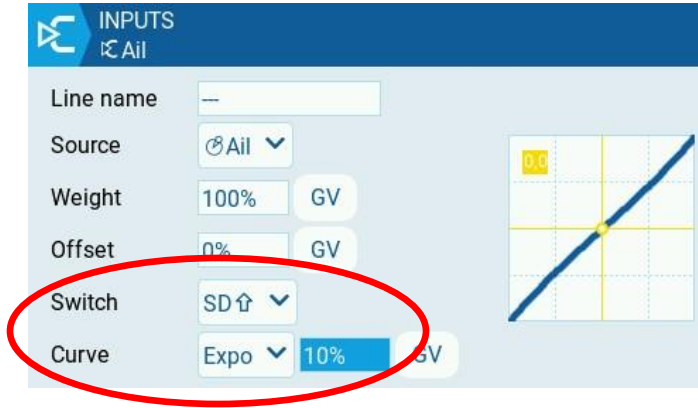 INPUTS
Ail
Line name ---
Source Ail
Weight 100% GV
0,0
Offset 0% GV
Switch SD⇧
Curve Expo 10% GV